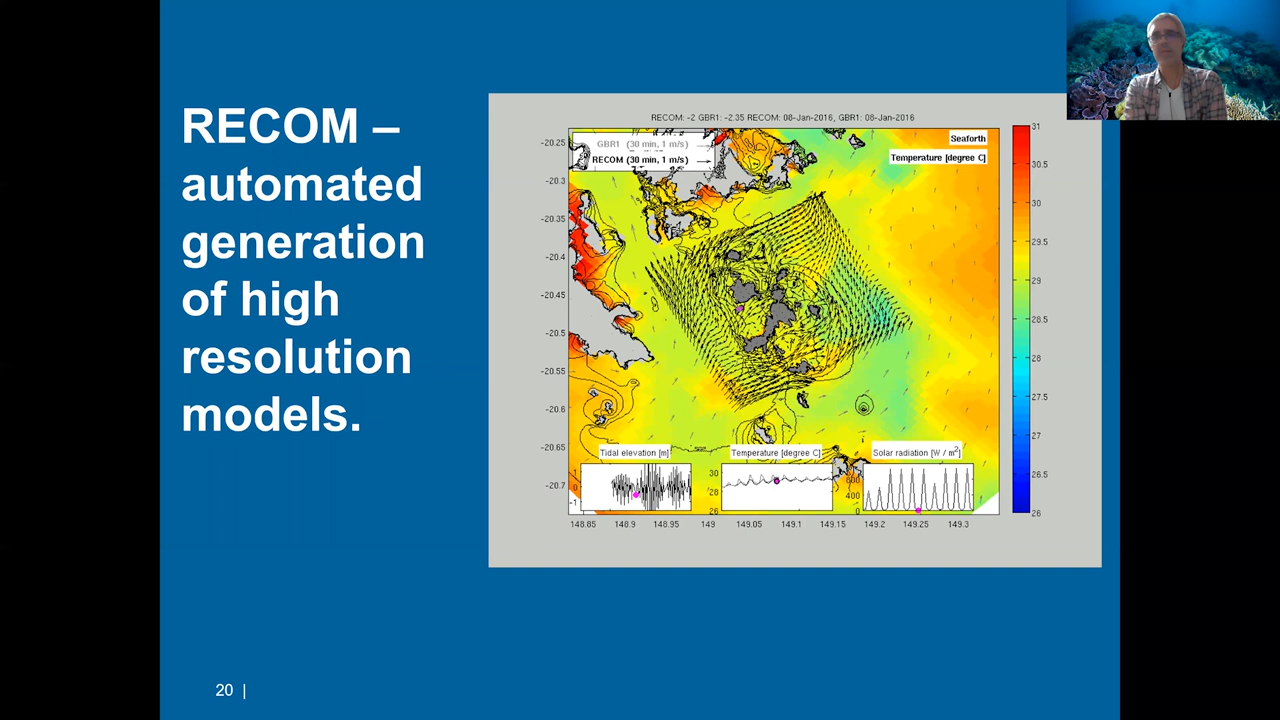 RECOM –
automated
generation
of high
resolution
models.
RECOM: -2 GBR1: -2.35 RECOM: 08-Jan-2016, GBR1: 08-Jan-2016
GBR1 (30 min, 1 m/s)
RECOM (30 min, 1 m/s)
Seaforth
Temperature [degree C]
-20.25
-20.3
-20.35
-20.4
-20.45
-20.5
-20.55
-20.6
-20.65
-20.7
31
30.5
30
29.5
29
28.5
28
27.5
27
26.5
26
Tidal elevation [m]
0
-1
Temperature [degree C]
30
28
26
Solar radiation [W / m²]
800
400
0
148.85 148.9 148.95 149 149.05 149.1 149.15 149.2 149.25 149.3
20 |